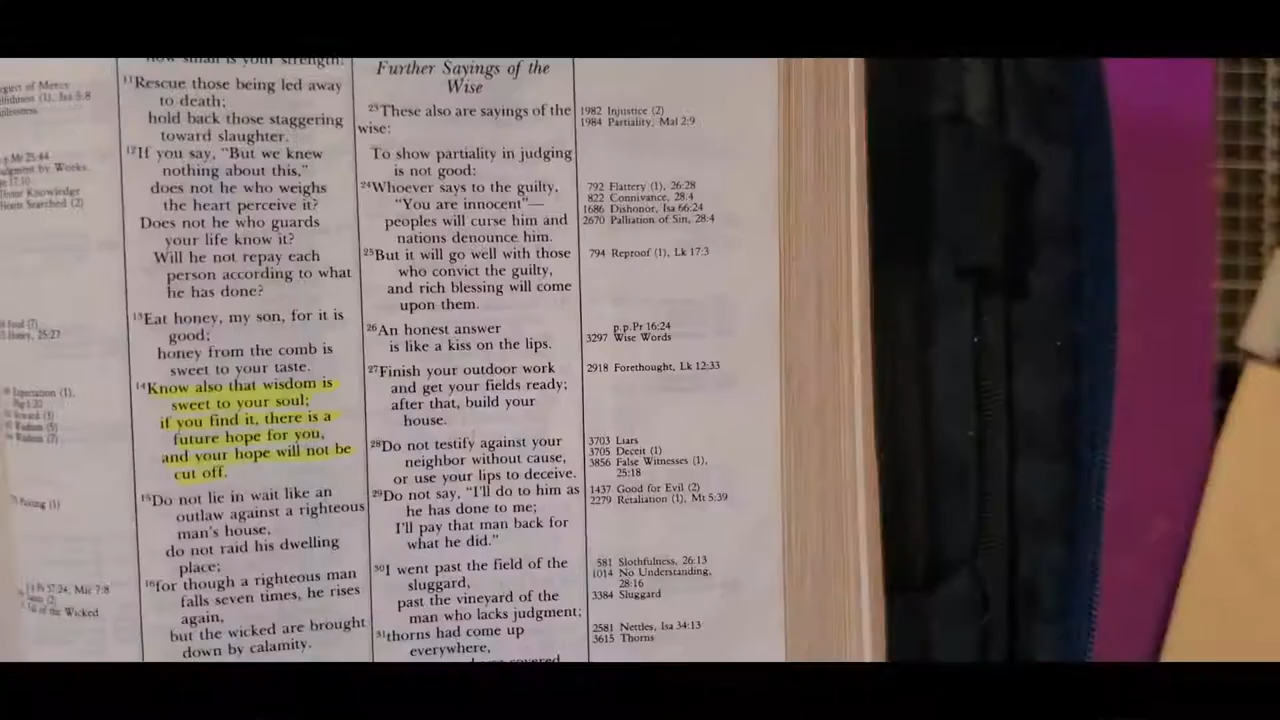 how small is your strength!
11Rescue those being led away
to death;
hold back those staggering
toward slaughter.
12If you say, “But we knew
nothing about this,”
does not he who weighs
the heart perceive it?
Does not he who guards
your life know it?
Will he not repay each
person according to what
he has done?
13Eat honey, my son, for it is
good;
honey from the comb is
sweet to your taste.
14Know also that wisdom is
sweet to your soul;
if you find it, there is a
future hope for you,
and your hope will not be
cut off.
15Do not lie in wait like an
outlaw against a righteous
man's house,
do not raid his dwelling
place;
16for though a righteous man
falls seven times, he rises
again,
but the wicked are brought
down by calamity.
Further Sayings of the
Wise
23These also are sayings of the
wise:
To show partiality in judging
is not good:
24Whoever says to the guilty,
“You are innocent”—
peoples will curse him and
nations denounce him.
25But it will go well with those
who convict the guilty,
and rich blessing will come
upon them.
26An honest answer
is like a kiss on the lips.
27Finish your outdoor work
and get your fields ready;
after that, build your
house.
28Do not testify against your
neighbor without cause,
or use your lips to deceive.
29Do not say, “I'll do to him as
he has done to me;
I'll pay that man back for
what he did.”
30I went past the field of the
sluggard,
past the vineyard of the
man who lacks judgment;
31thorns had come up
everywhere,
covered
1982 Injustice (2)
1984 Partiality, Mal 2:9
792 Flattery (1), 26:28
822 Connivance, 28:4
1686 Dishonor, Isa 66:24
2670 Palliation of Sin, 28:4
794 Reproof (1), Lk 17:3
p.p.Pr 16:24
3297 Wise Words
2918 Forethought, Lk 12:33
3703 Liars
3705 Deceit (1)
3856 False Witnesses (1),
25:18
1437 Good for Evil (2)
2279 Retaliation (1), Mt 5:39
581 Slothfulness, 26:13
1014 No Understanding,
28:16
3384 Sluggard
2581 Nettles, Isa 34:13
3615 Thorns